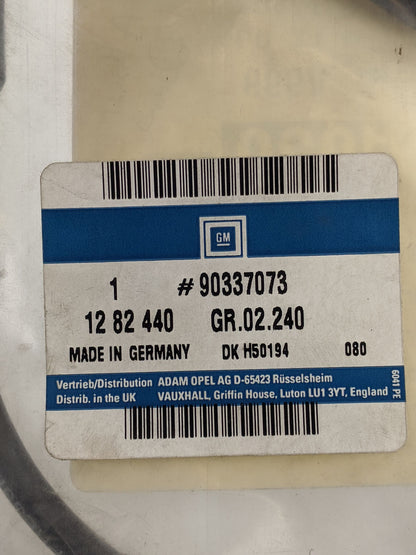 GM
1 # 90337073
12 82 440 GR.02.240
MADE IN GERMANY DK H50194 080
Vertrieb/Distribution ADAM OPEL AG D-65423 Rüsselsheim
Distrib. in the UK VAUXHALL, Griffin House, Luton LU1 3YT, England
6041 PE